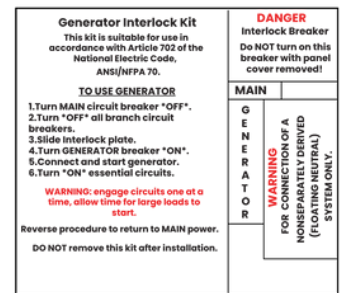 Generator Interlock Kit
This kit is suitable for use in
accordance with Article 702 of the
National Electric Code,
ANSI/NFPA 70.
TO USE GENERATOR
1.Turn MAIN circuit breaker *OFF*.
2.Turn *OFF* all branch circuit
breakers.
3.Slide Interlock plate.
4.Turn GENERATOR breaker *ON*.
5.Connect and start generator.
6.Turn *ON* essential circuits.
WARNING: engage circuits one at a
time, allow time for large loads to
start.
Reverse procedure to return to MAIN power.
DO NOT remove this kit after installation.
DANGER
Interlock Breaker
Do NOT turn on this
breaker with panel
cover removed!
MAIN
GENERATOR
WARNING
FOR CONNECTION OF A
NONSEPARATELY DERIVED
(FLOATING NEUTRAL)
SYSTEM ONLY.